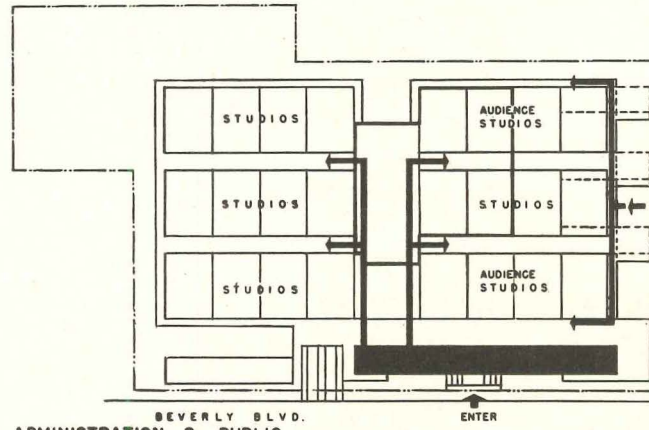 STUDIOS
AUDIENCE
STUDIOS
STUDIOS
STUDIOS
STUDIOS
AUDIENCE
STUDIOS
BEVERLY BLVD.
ENTER
ADMINISTRATION & PUBLIC